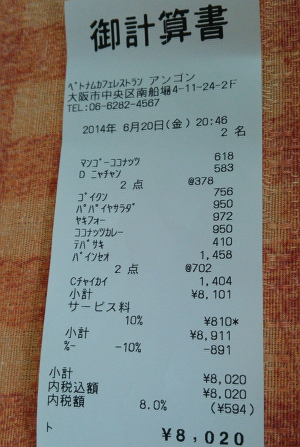 御計算書
ベトナムカフェレストラン アンゴン
大阪市中央区南船場4-11-24-2F
TEL:06-6282-4567
2014年 6月20日(金) 20:46
2 名
マンゴーココナッツ 618
D ニャチャン 583
2 点 @378
ゴイクン 756
パパイヤサラダ 950
ヤキフォー 972
ココナッツカレー 950
テバサキ 410
バインセオ 1,458
2 点 @702
Cチャイカイ 1,404
小計 ¥8,101
サービス料
10% ¥810*
小計 ¥8,911
%- -10% -891
小計 ¥8,020
内税込額 ¥8,020
内税額 8.0% (¥594)
ト ¥8,020